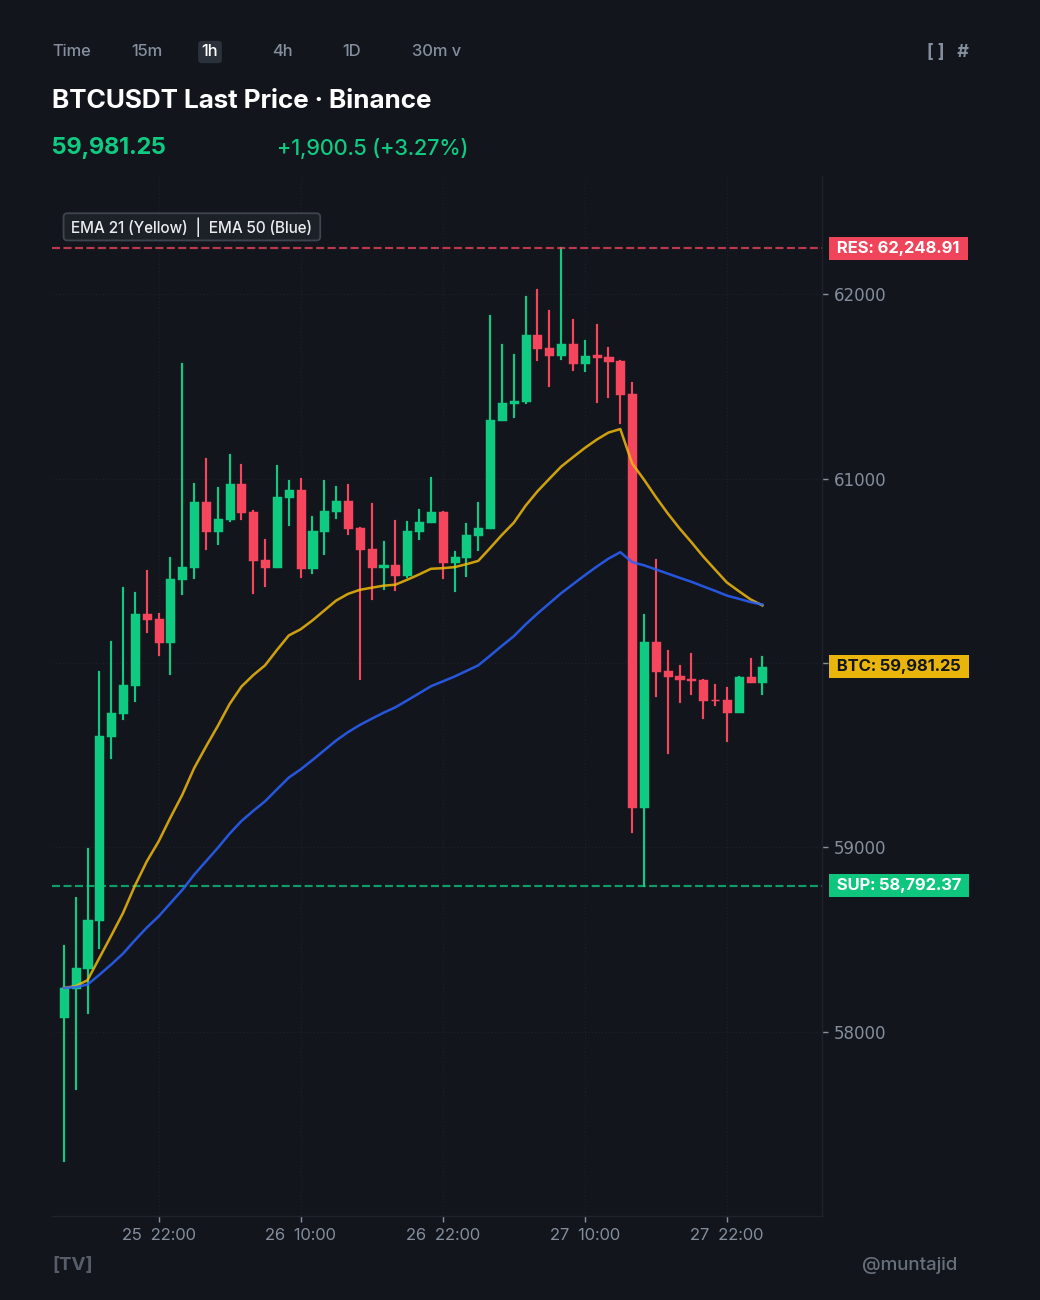 Time 15m 1h 4h 1D 30m v [ ] #
BTCUSDT Last Price · Binance
59,981.25 +1,900.5 (+3.27%)
EMA 21 (Yellow) | EMA 50 (Blue)
RES: 62,248.91
62000
61000
BTC: 59,981.25
59000
SUP: 58,792.37
58000
25 22:00 26 10:00 26 22:00 27 10:00 27 22:00
[TV] @muntajid